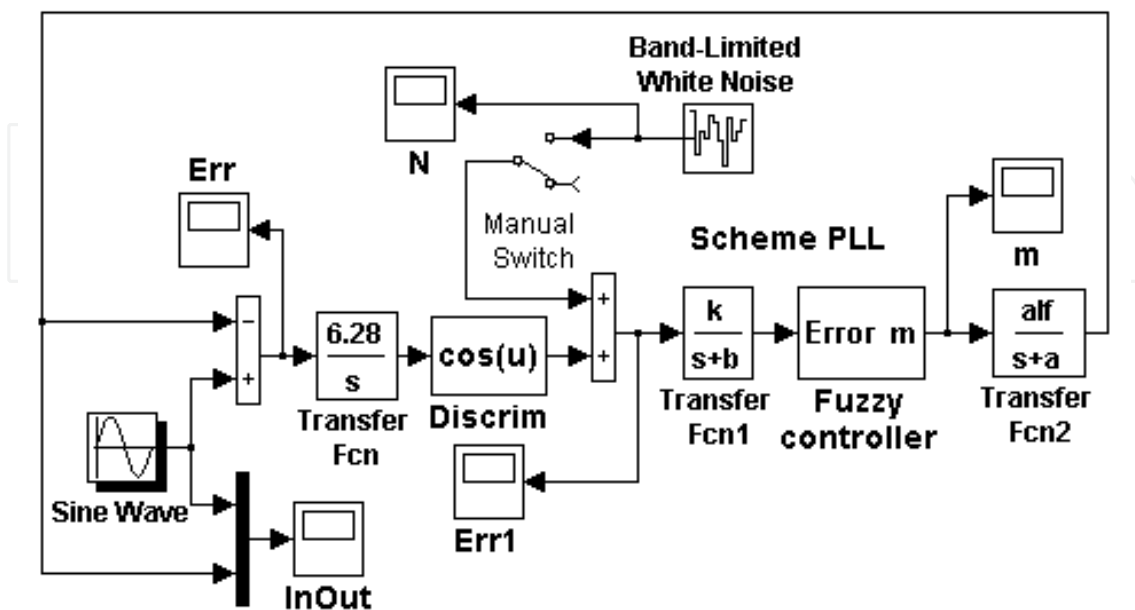 Band-Limited
White Noise
N
Err
Manual
Switch
Scheme PLL
m
−
+
6.28
s
Transfer
Fcn
cos(u)
Discrim
+
+
k
s+b
Transfer
Fcn1
Error m
Fuzzy
controller
alf
s+a
Transfer
Fcn2
Sine Wave
Err1
InOut